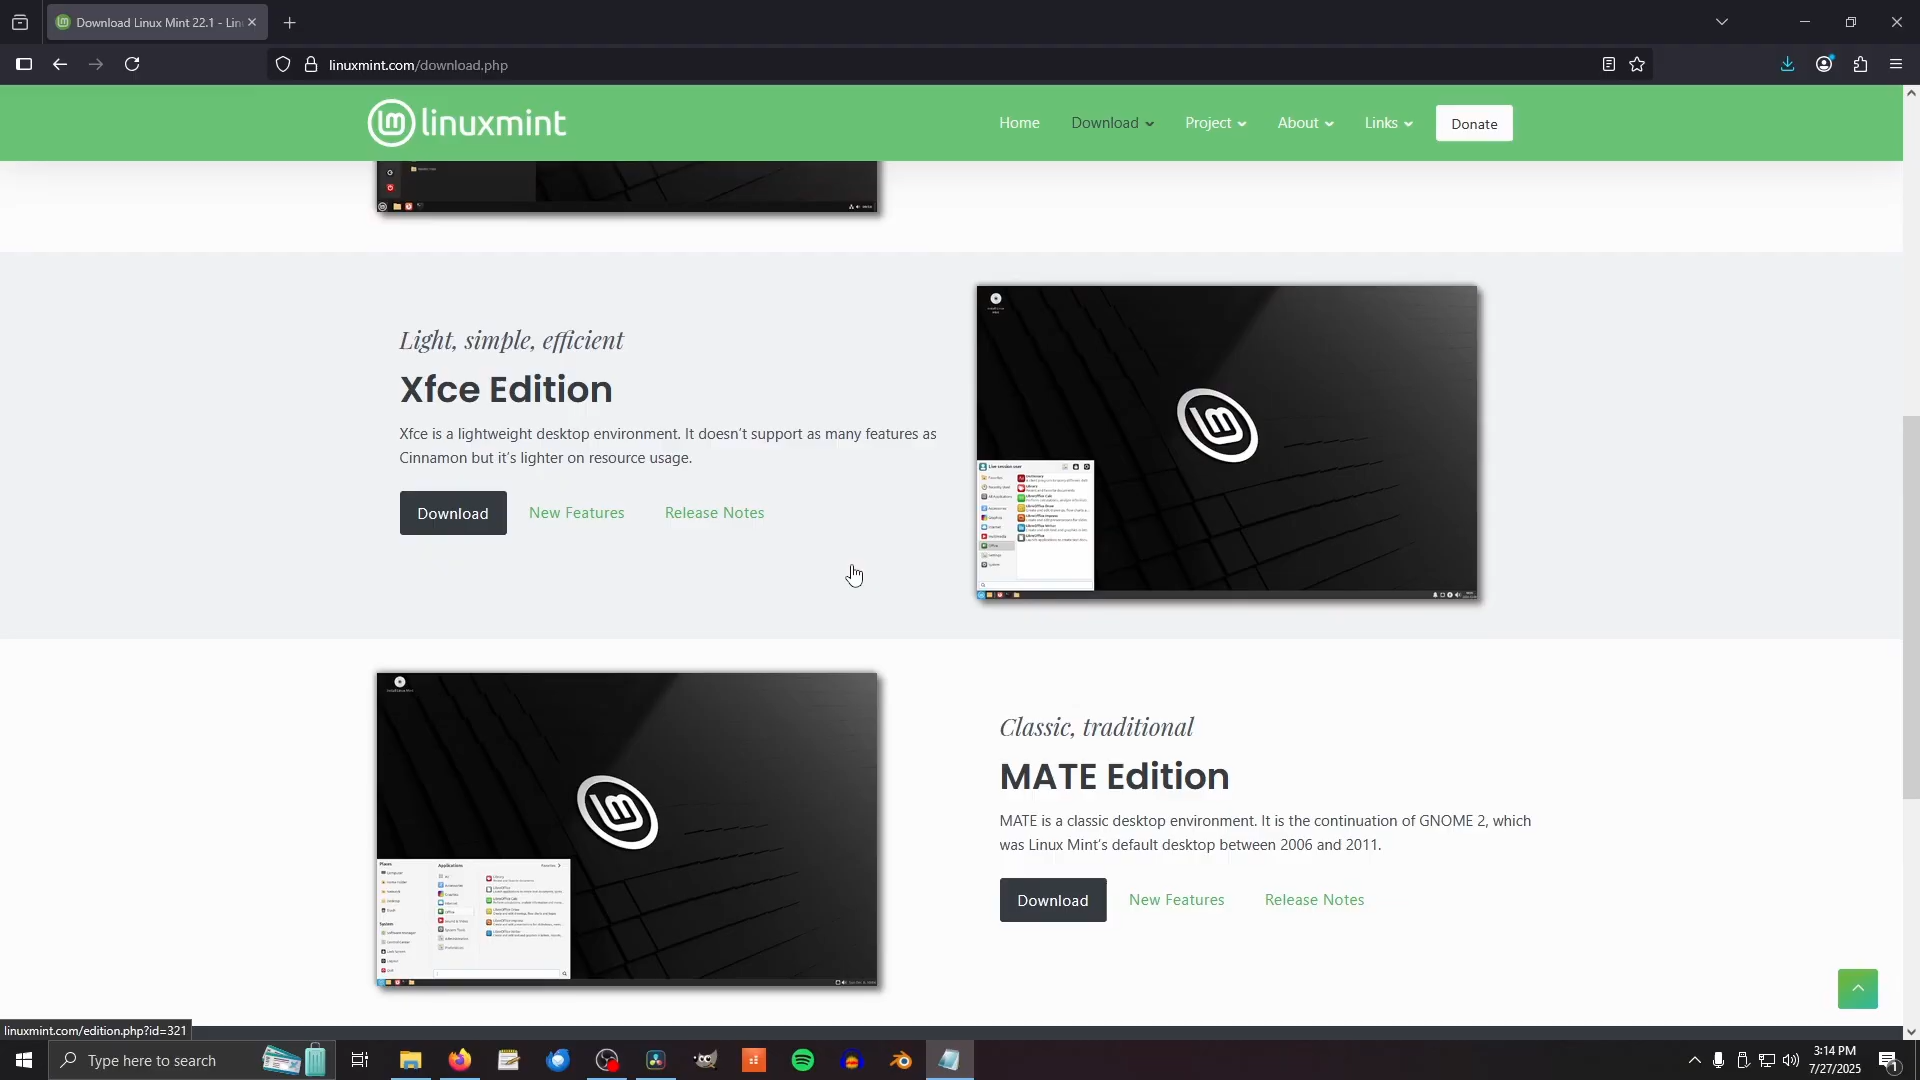 Download Linux Mint 22.1 - Lin
linuxmint.com/download.php
linuxmint
Home
Download
Project
About
Links
Donate
Light, simple, efficient
Xfce Edition
Xfce is a lightweight desktop environment. It doesn't support as many features as
Cinnamon but it's lighter on resource usage.
Download
New Features
Release Notes
Classic, traditional
MATE Edition
MATE is a classic desktop environment. It is the continuation of GNOME 2, which
was Linux Mint's default desktop between 2006 and 2011.
Download
New Features
Release Notes
linuxmint.com/edition.php?id=321
Type here to search
3:14 PM
7/27/2025
1